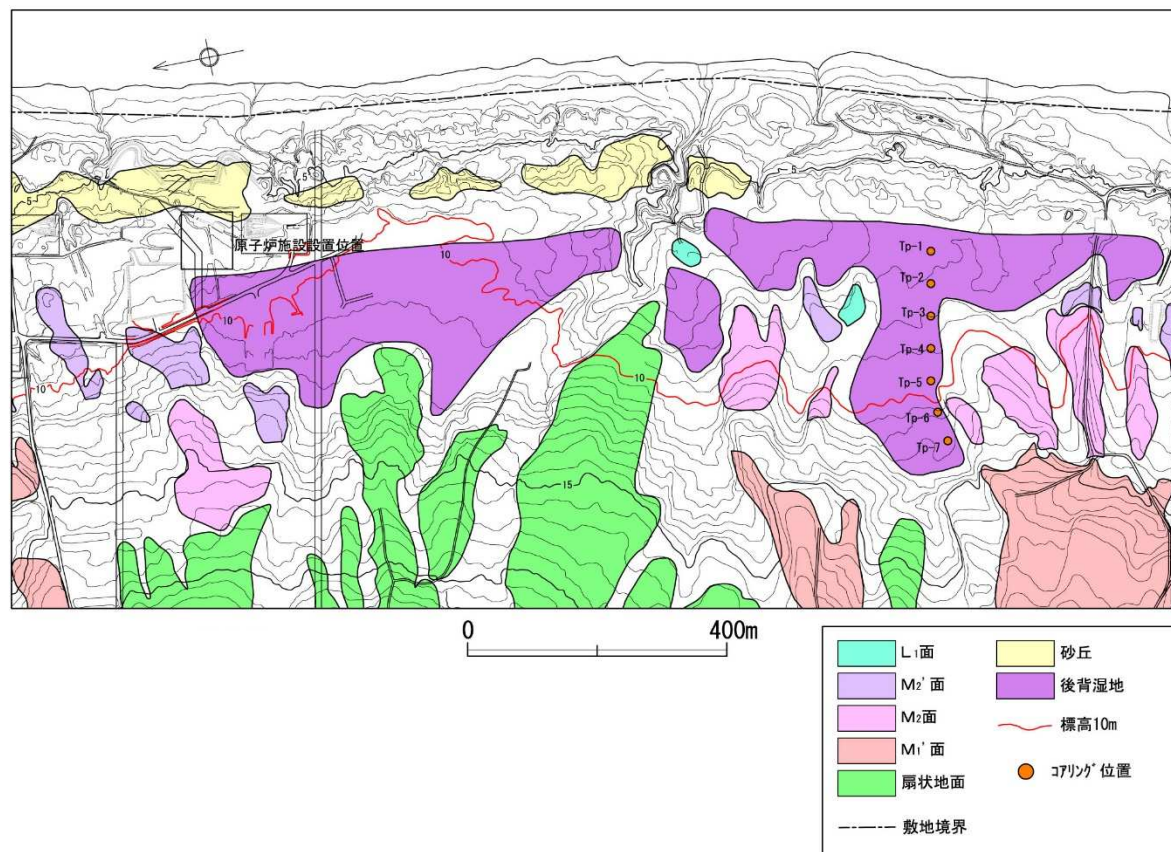 5
5
原子炉施設設置位置
10
10
10
10
15
Tp-1
Tp-2
Tp-3
Tp-4
Tp-5
Tp-6
Tp-7
0
400m
L₁面
M₂'面
M₂面
M₁'面
扇状地面
敷地境界
砂丘
後背湿地
標高10m
コアリング位置